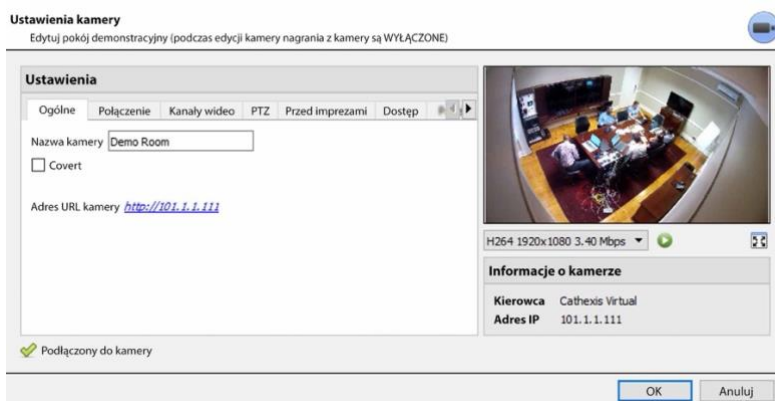 Ustawienia kamery
Edytuj pokój demonstracyjny (podczas edycji kamery nagrania z kamery są WYŁĄCZONE)
Ustawienia
Ogólne Połączenie Kanały wideo PTZ Przed imprezami Dostęp
Nazwa kamery Demo Room
Covert
Adres URL kamery http://101.1.1.111
Podłączony do kamery
H264 1920x1080 3.40 Mbps
Informacje o kamerze
Kierowca Cathexis Virtual
Adres IP 101.1.1.111
OK Anuluj